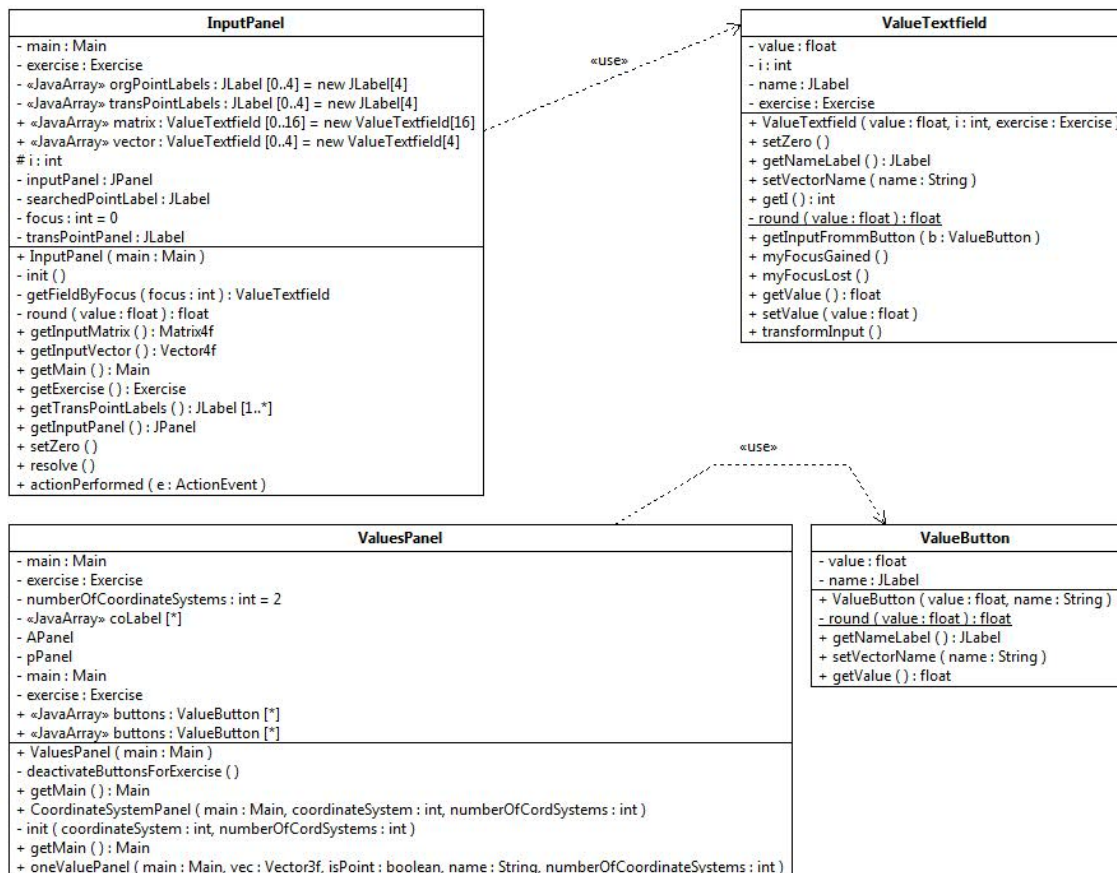 InputPanel
- main : Main
- exercise : Exercise
- «JavaArray» orgPointLabels : JLabel [0..4] = new JLabel[4]
- «JavaArray» transPointLabels : JLabel [0..4] = new JLabel[4]
+ «JavaArray» matrix : ValueTextfield [0..16] = new ValueTextfield[16]
+ «JavaArray» vector : ValueTextfield [0..4] = new ValueTextfield[4]
# i : int
- inputPanel : JPanel
- searchedPointLabel : JLabel
- focus : int = 0
- transPointPanel : JLabel
+ InputPanel ( main : Main )
- init ( )
- getFieldByFocus ( focus : int ) : ValueTextfield
- round ( value : float ) : float
+ getInputMatrix ( ) : Matrix4f
+ getInputVector ( ) : Vector4f
+ getMain ( ) : Main
+ getExercise ( ) : Exercise
+ getTransPointLabels ( ) : JLabel [1..*]
+ getInputPanel ( ) : JPanel
+ setZero ( )
+ resolve ( )
+ actionPerformed ( e : ActionEvent )
«use»
ValueTextfield
- value : float
- i : int
- name : JLabel
- exercise : Exercise
+ ValueTextfield ( value : float, i : int, exercise : Exercise )
+ setZero ( )
+ getNameLabel ( ) : JLabel
+ setVectorName ( name : String )
+ getI ( ) : int
- round ( value : float ) : float
+ getInputFrommButton ( b : ValueButton )
+ myFocusGained ( )
+ myFocusLost ( )
+ getValue ( ) : float
+ setValue ( value : float )
+ transformInput ( )
«use»
ValuesPanel
- main : Main
- exercise : Exercise
- numberOfCoordinateSystems : int = 2
- «JavaArray» coLabel [*]
- APanel
- pPanel
- main : Main
- exercise : Exercise
+ «JavaArray» buttons : ValueButton [*]
+ «JavaArray» buttons : ValueButton [*]
+ ValuesPanel ( main : Main )
- deactivateButtonsForExercise ( )
+ getMain ( ) : Main
+ CoordinateSystemPanel ( main : Main, coordinateSystem : int, numberOfCordSystems : int )
- init ( coordinateSystem : int, numberOfCordSystems : int )
+ getMain ( ) : Main
+ oneValuePanel ( main : Main, vec : Vector3f, isPoint : boolean, name : String, numberOfCoordinateSystems : int )
ValueButton
- value : float
- name : JLabel
+ ValueButton ( value : float, name : String )
- round ( value : float ) : float
+ getNameLabel ( ) : JLabel
+ setVectorName ( name : String )
+ getValue ( ) : float